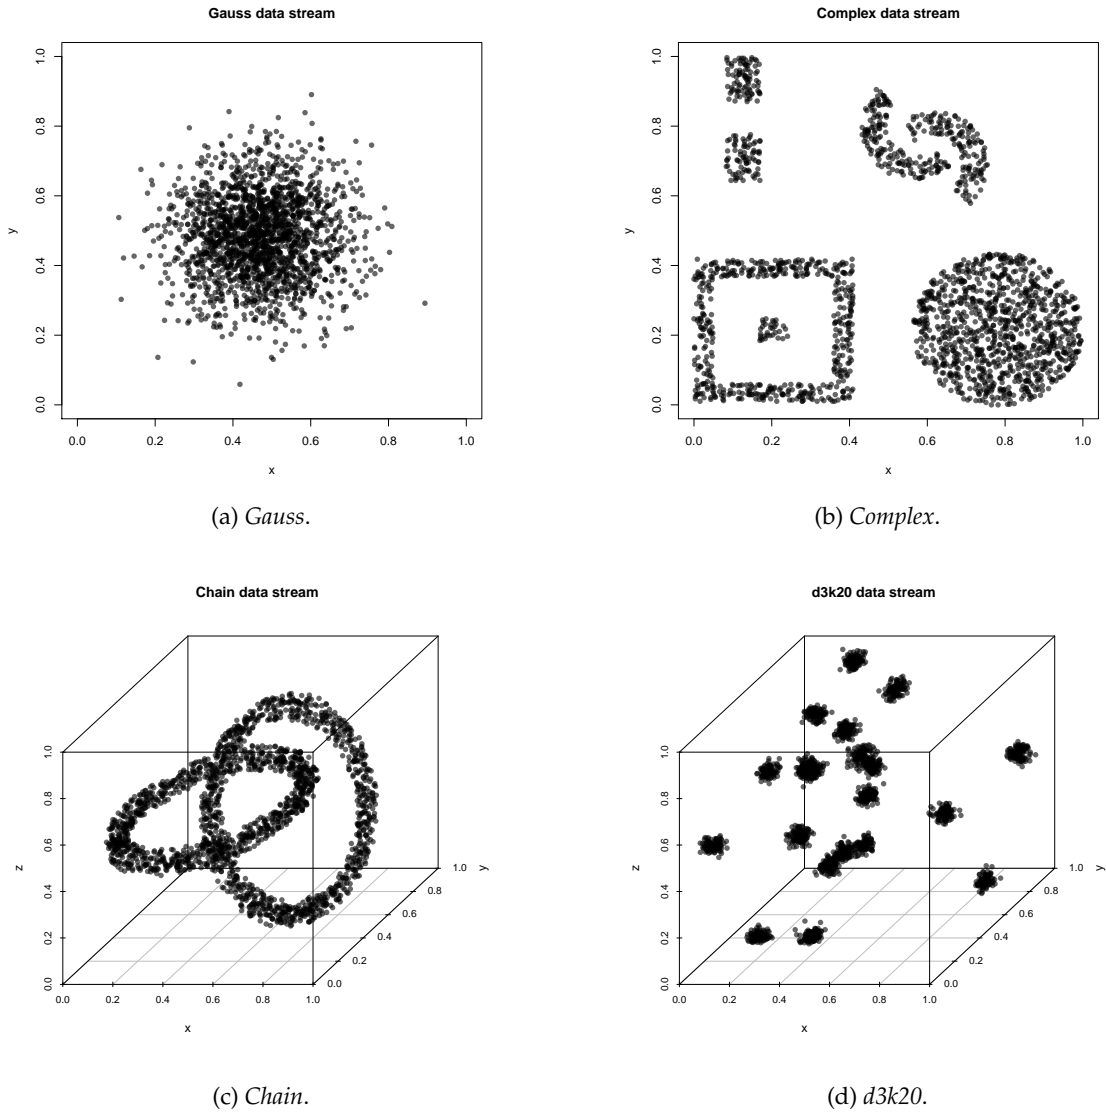 Gauss data stream
1.0
0.8
0.6
0.4
0.2
0.0
y
0.0 0.2 0.4 0.6 0.8 1.0
x
(a) Gauss.
Complex data stream
1.0
0.8
0.6
0.4
0.2
0.0
y
0.0 0.2 0.4 0.6 0.8 1.0
x
(b) Complex.
Chain data stream
1.0
0.8
0.6
0.4
0.2
0.0
z
0.0 0.2 0.4 0.6 0.8 1.0
x
1.0
0.8
0.6
0.4
0.2
0.0
y
(c) Chain.
d3k20 data stream
1.0
0.8
0.6
0.4
0.2
0.0
z
0.0 0.2 0.4 0.6 0.8 1.0
x
1.0
0.8
0.6
0.4
0.2
0.0
y
(d) d3k20.